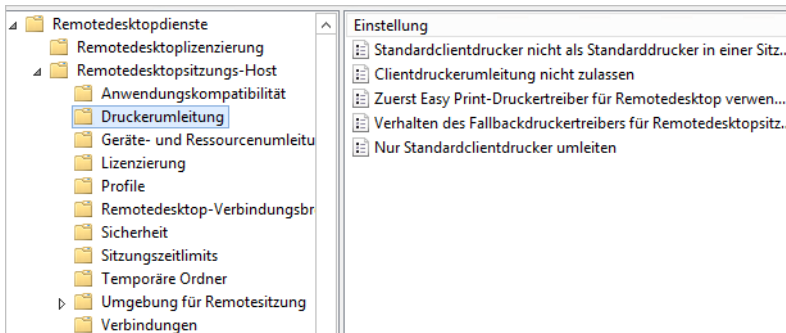 Remotedesktopdienste
Remotedesktoplizenzierung
Remotedesktopsitzungs-Host
Anwendungskompatibilität
Druckerumleitung
Geräte- und Ressourcenumleitu
Lizenzierung
Profile
Remotedesktop-Verbindungsbr
Sicherheit
Sitzungszeitlimits
Temporäre Ordner
Umgebung für Remotesitzung
Verbindungen
Einstellung
Standardclientdrucker nicht als Standarddrucker in einer Sitz...
Clientdruckerumleitung nicht zulassen
Zuerst Easy Print-Druckertreiber für Remotedesktop verwen...
Verhalten des Fallbackdruckertreibers für Remotedesktopsitz...
Nur Standardclientdrucker umleiten